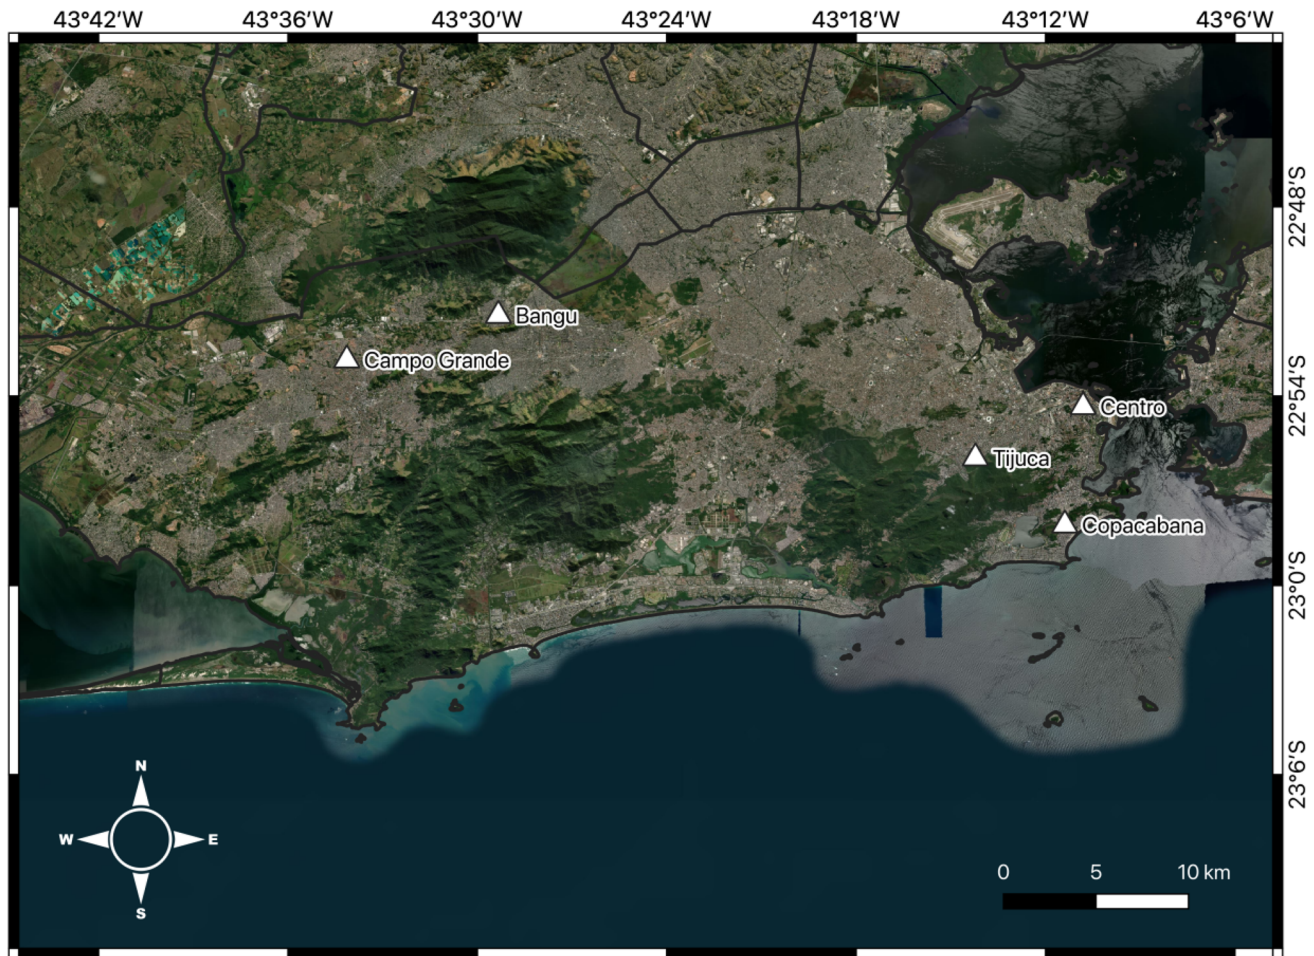 43°42′W 43°36′W 43°30′W 43°24′W 43°18′W 43°12′W 43°6′W
22°48′S
Bangu
Campo Grande
22°54′S
Centro
Tijuca
Copacabana
23°0′S
23°6′S
N
W E
S
0 5 10 km